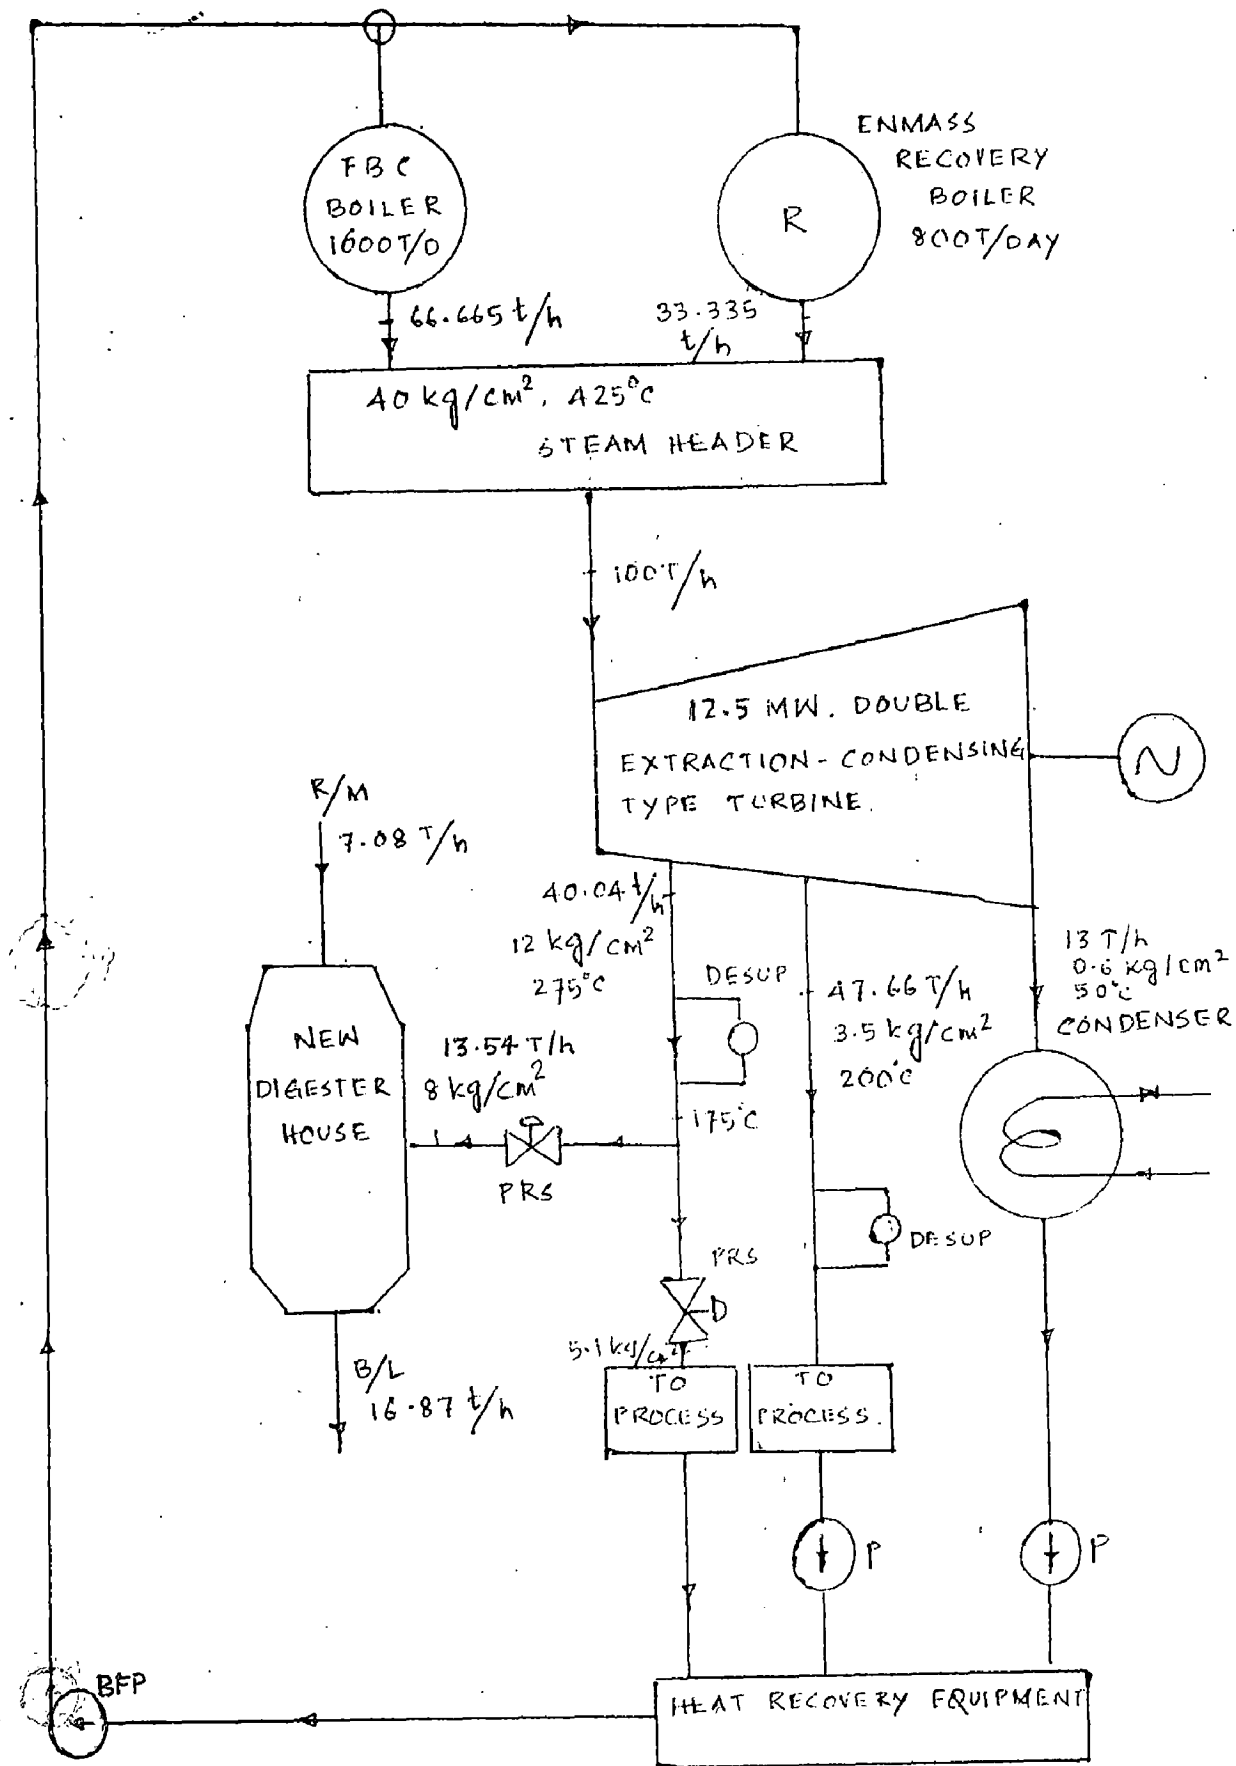 FBC
BOILER
1600T/D
ENMASS
RECOVERY
BOILER
800T/DAY
R
66.665 t/h
33.335
t/h
40 kg/cm², 425°C
STEAM HEADER
100T/h
12.5 MW. DOUBLE
EXTRACTION-CONDENSING
TYPE TURBINE.
R/M
7.08 T/h
40.04 t/h
12 kg/cm²
275°C
DESUP
47.66 T/h
3.5 kg/cm²
200°C
13 T/h
0.6 kg/cm²
50°C
CONDENSER
NEW
DIGESTER
HOUSE
13.54 T/h
8 kg/cm²
175°C
PRS
DESUP
PRS
5.1 kg/cm²
B/L
16.87 t/h
TO
PROCESS
TO
PROCESS.
P
P
BFP
HEAT RECOVERY EQUIPMENT